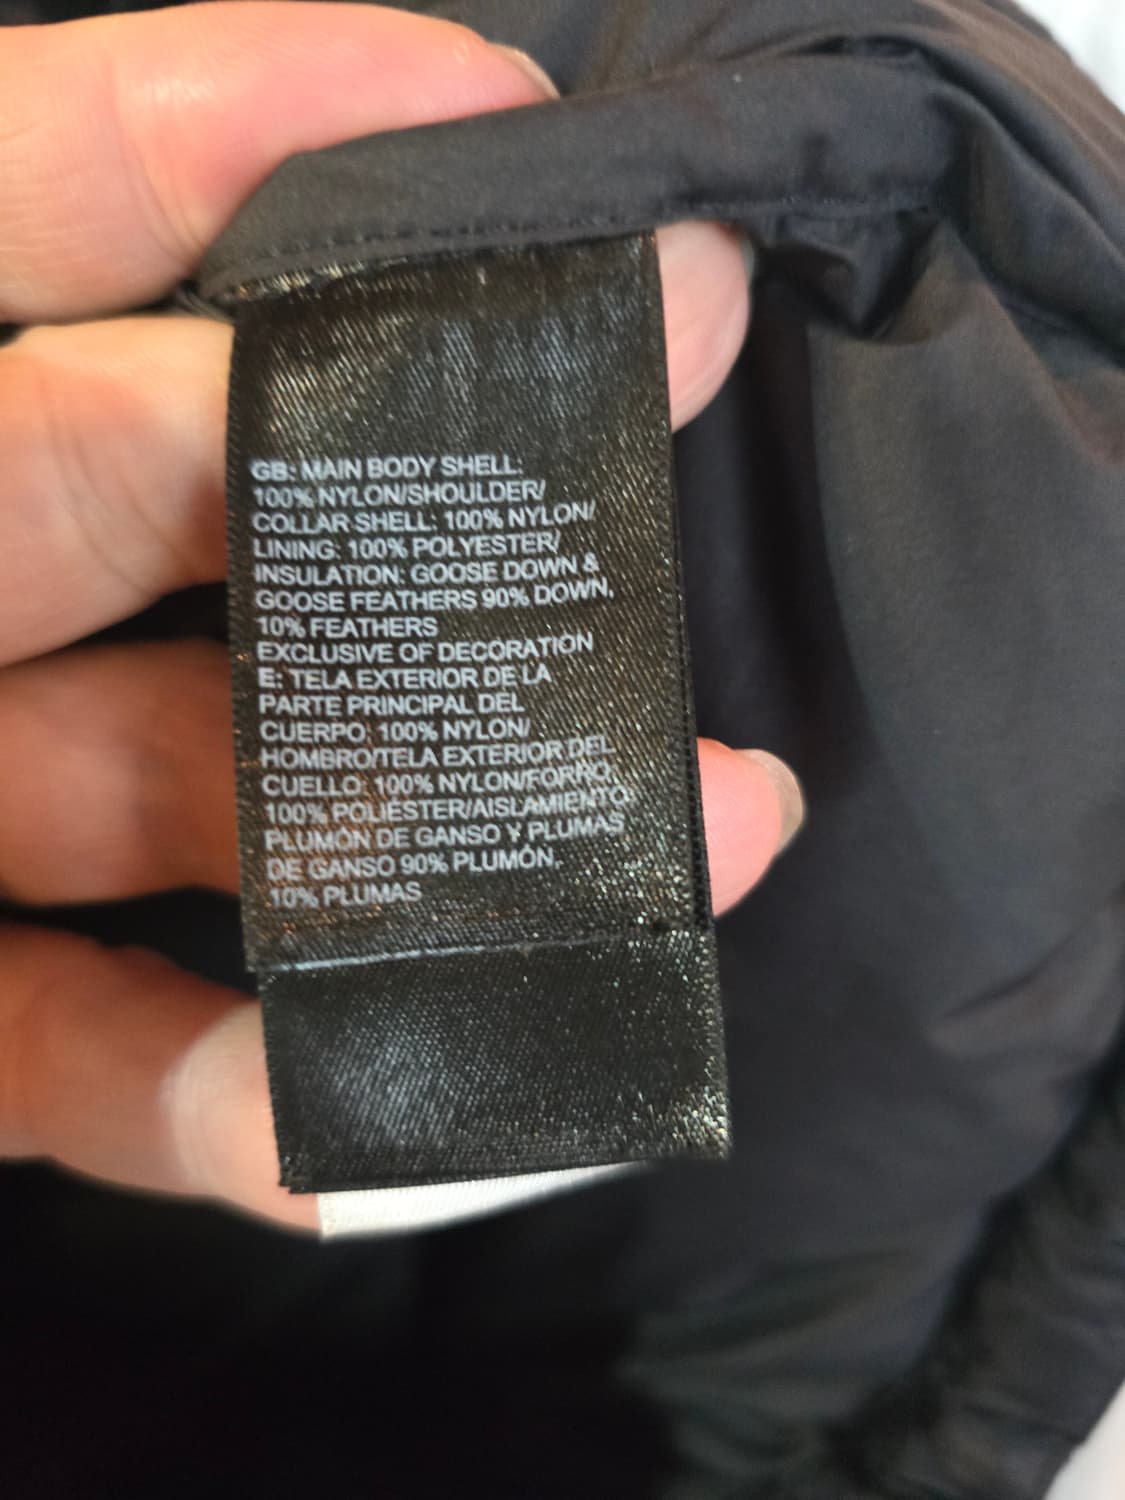 GB: MAIN BODY SHELL:
100% NYLON/SHOULDER/
COLLAR SHELL: 100% NYLON/
LINING: 100% POLYESTER/
INSULATION: GOOSE DOWN &
GOOSE FEATHERS 90% DOWN,
10% FEATHERS
EXCLUSIVE OF DECORATION
E: TELA EXTERIOR DE LA
PARTE PRINCIPAL DEL
CUERPO: 100% NYLON/
HOMBRO/TELA EXTERIOR DEL
CUELLO: 100% NYLON/FORRO:
100% POLIÉSTER/AISLAMIENTO:
PLUMÓN DE GANSO Y PLUMAS
DE GANSO 90% PLUMÓN,
10% PLUMAS